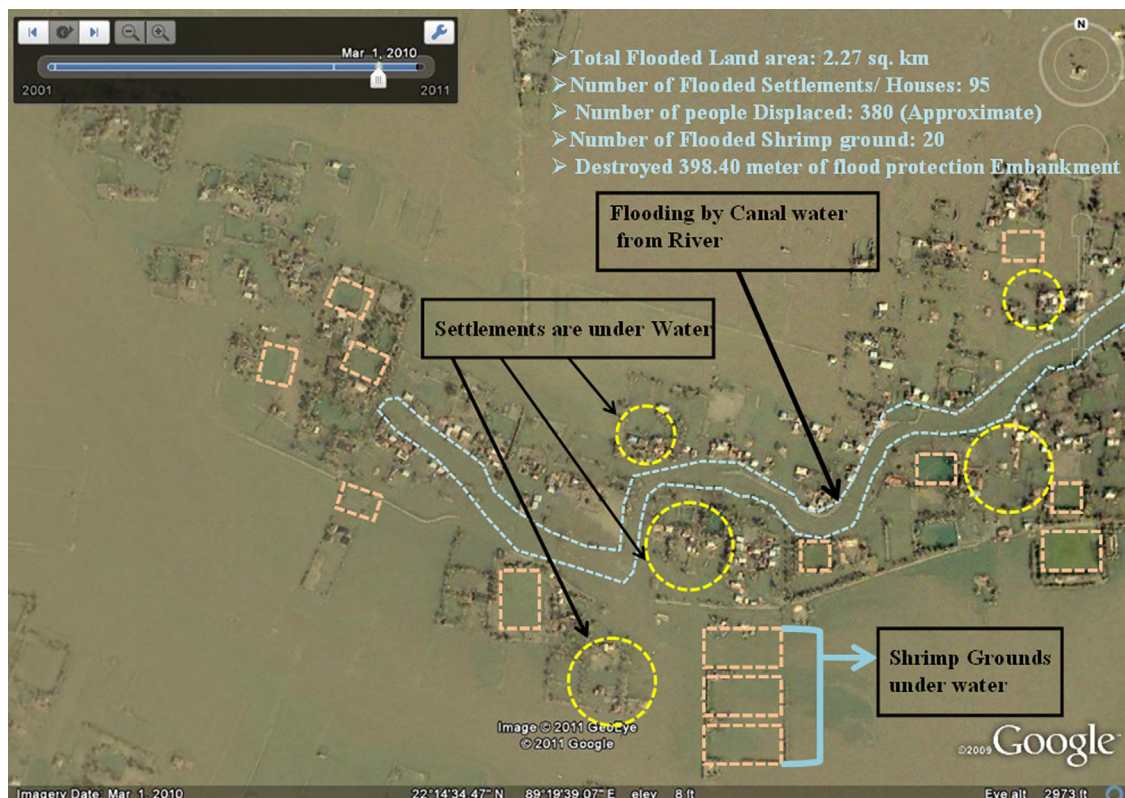 Mar 1, 2010
2001
2011
N
➢Total Flooded Land area: 2.27 sq. km
➢Number of Flooded Settlements/ Houses: 95
➢ Number of people Displaced: 380 (Approximate)
➢Number of Flooded Shrimp ground: 20
➢ Destroyed 398.40 meter of flood protection Embankment
Flooding by Canal water
from River
Settlements are under Water
Shrimp Grounds
under water
Image © 2011 GeoEye
© 2011 Google
©2009 Google
Imagery Date: Mar 1, 2010
22°14'34.47" N
89°19'39.07" E
elev 8 ft
Eye alt 2973 ft